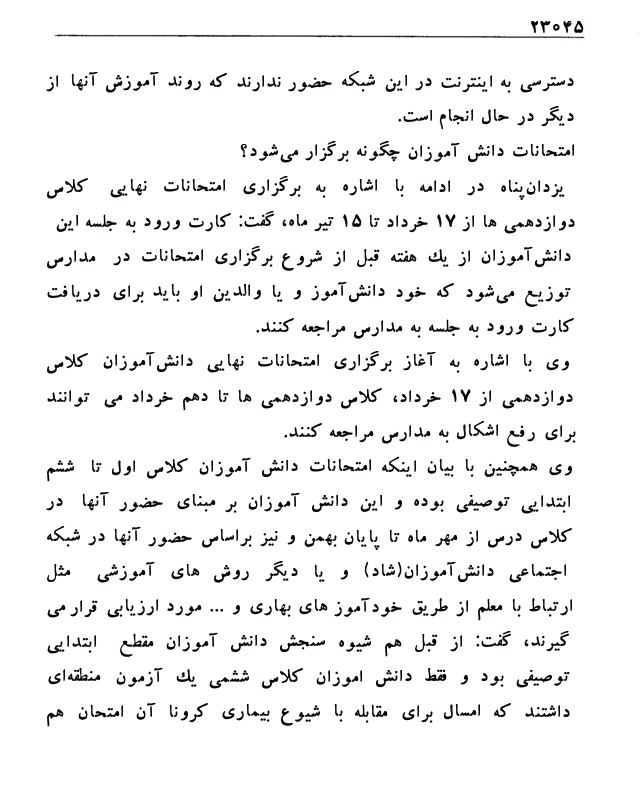 ۲۳۰۴۵
دسترسی به اینترنت در این شبکه حضور ندارند که روند آموزش آنها از
دیگر در حال انجام است.
امتحانات دانش آموزان چگونه برگزار می‌شود؟
یزدان‌پناه در ادامه با اشاره به برگزاری امتحانات نهایی کلاس
دوازدهمی ها از ۱۷ خرداد تا ۱۵ تیر ماه، گفت: کارت ورود به جلسه این
دانش‌آموزان از یك هفته قبل از شروع برگزاری امتحانات در مدارس
توزیع می‌شود که خود دانش‌آموز و یا والدین او باید برای دریافت
کارت ورود به جلسه به مدارس مراجعه کنند.
وی با اشاره به آغاز برگزاری امتحانات نهایی دانش‌آموزان کلاس
دوازدهمی از ۱۷ خرداد، کلاس دوازدهمی ها تا دهم خرداد می توانند
برای رفع اشکال به مدارس مراجعه کنند.
وی همچنین با بیان اینکه امتحانات دانش آموزان کلاس اول تا ششم
ابتدایی توصیفی بوده و این دانش آموزان بر مبنای حضور آنها در
کلاس درس از مهر ماه تا پایان بهمن و نیز براساس حضور آنها در شبکه
اجتماعی دانش‌آموزان(شاد) و یا دیگر روش های آموزشی مثل
ارتباط با معلم از طریق خودآموز های بهاری و ... مورد ارزیابی قرار می
گیرند، گفت: از قبل هم شیوه سنجش دانش آموزان مقطع ابتدایی
توصیفی بود و فقط دانش اموزان کلاس ششمی یك آزمون منطقه‌ای
داشتند که امسال برای مقابله با شیوع بیماری کرونا آن امتحان هم